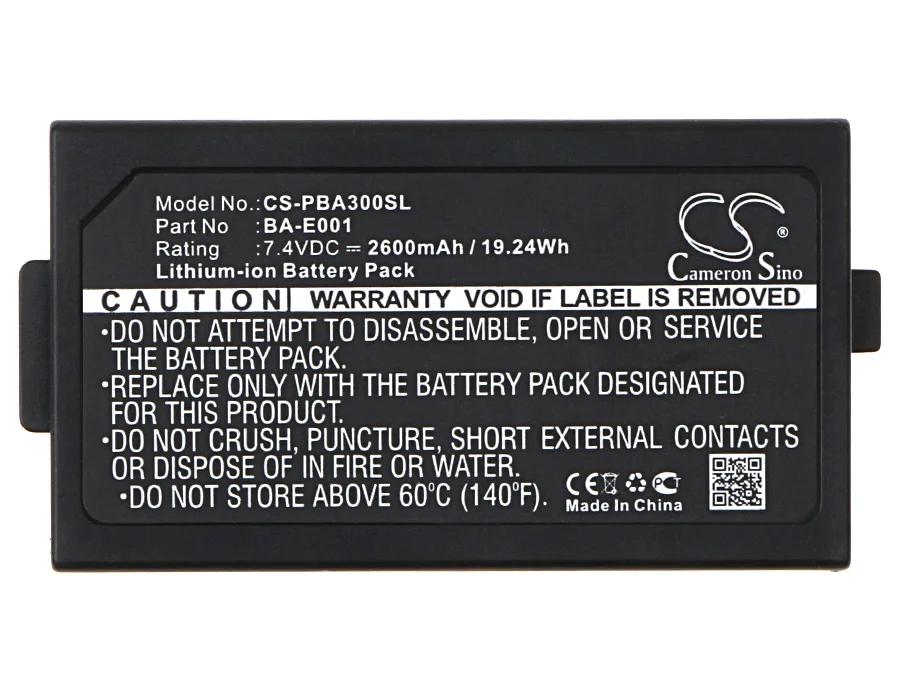 Model No.:CS-PBA300SL
Part No :BA-E001
Rating :7.4VDC ⎓ 2600mAh / 19.24Wh
Lithium-ion Battery Pack
CS®
Cameron Sino
CAUTION| WARRANTY VOID IF LABEL IS REMOVED
•DO NOT ATTEMPT TO DISASSEMBLE, OPEN OR SERVICE
THE BATTERY PACK.
•REPLACE ONLY WITH THE BATTERY PACK DESIGNATED
FOR THIS PRODUCT.
•DO NOT CRUSH, PUNCTURE, SHORT EXTERNAL CONTACTS
OR DISPOSE OF IN FIRE OR WATER.
•DO NOT STORE ABOVE 60°C (140°F).
CE PCT
Made In China